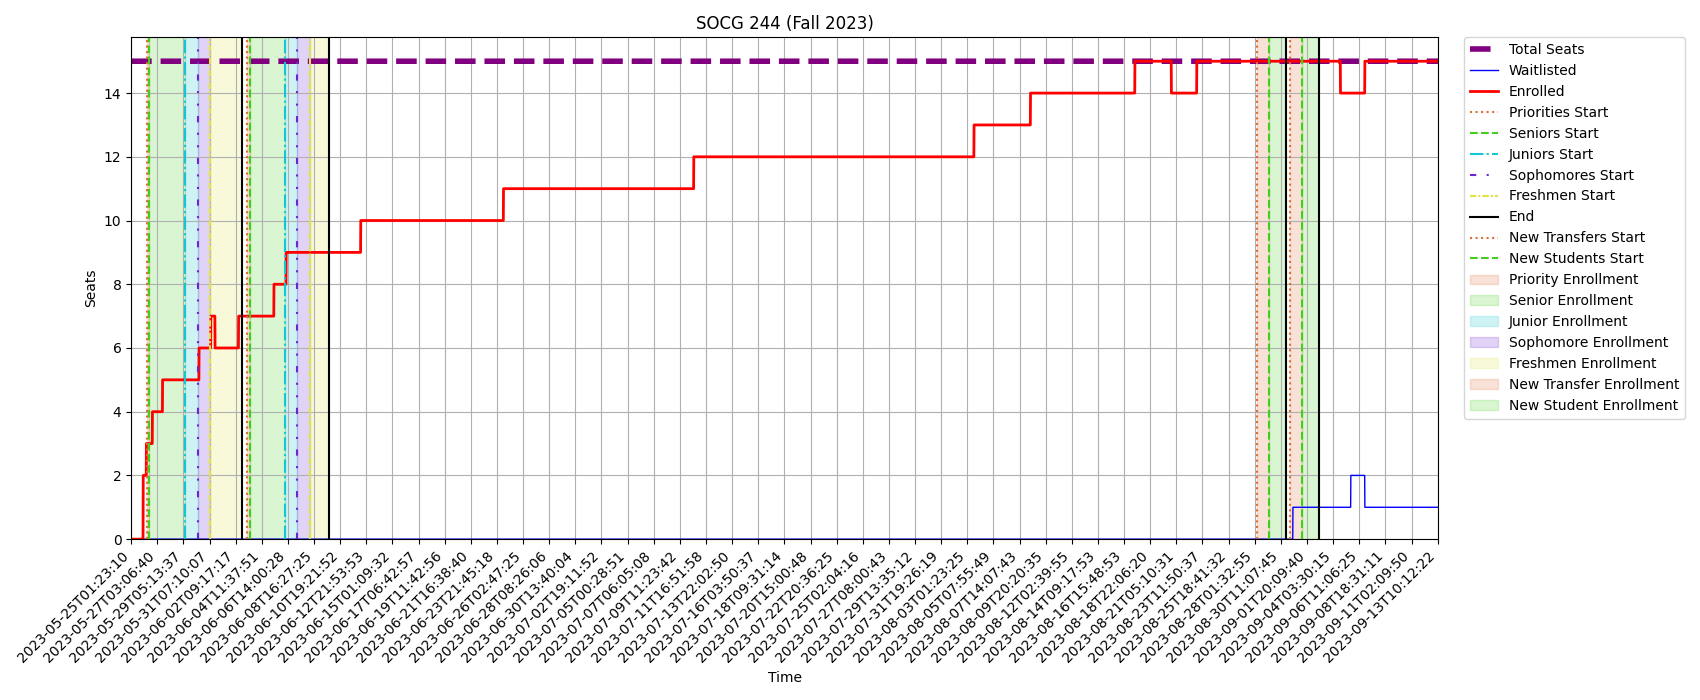 SOCG 244 (Fall 2023)
Seats
14
12
10
8
6
4
2
0
2023-05-25T01:23:10
2023-05-27T03:06:40
2023-05-29T05:13:37
2023-05-31T07:10:07
2023-06-02T09:17:17
2023-06-04T11:37:51
2023-06-06T14:00:28
2023-06-08T16:27:25
2023-06-10T19:21:52
2023-06-12T21:53:53
2023-06-15T01:09:32
2023-06-17T06:42:57
2023-06-19T11:42:56
2023-06-21T16:38:40
2023-06-23T21:45:18
2023-06-26T02:47:25
2023-06-28T08:26:06
2023-06-30T13:40:04
2023-07-02T19:11:52
2023-07-05T00:28:51
2023-07-07T06:05:08
2023-07-09T11:23:42
2023-07-11T16:51:58
2023-07-13T22:02:50
2023-07-16T03:50:37
2023-07-18T09:31:14
2023-07-20T15:00:48
2023-07-22T20:36:25
2023-07-25T02:04:16
2023-07-27T08:00:43
2023-07-29T13:35:12
2023-07-31T19:26:19
2023-08-03T01:23:25
2023-08-05T07:55:49
2023-08-07T14:07:43
2023-08-09T20:20:35
2023-08-12T02:39:55
2023-08-14T09:17:53
2023-08-16T15:48:53
2023-08-18T22:06:20
2023-08-21T05:10:31
2023-08-23T11:50:37
2023-08-25T18:41:32
2023-08-28T01:32:55
2023-08-30T11:07:45
2023-09-01T20:09:40
2023-09-04T03:30:15
2023-09-06T11:06:25
2023-09-08T18:31:11
2023-09-11T02:09:50
2023-09-13T10:12:22
Time
Total Seats
Waitlisted
Enrolled
Priorities Start
Seniors Start
Juniors Start
Sophomores Start
Freshmen Start
End
New Transfers Start
New Students Start
Priority Enrollment
Senior Enrollment
Junior Enrollment
Sophomore Enrollment
Freshmen Enrollment
New Transfer Enrollment
New Student Enrollment